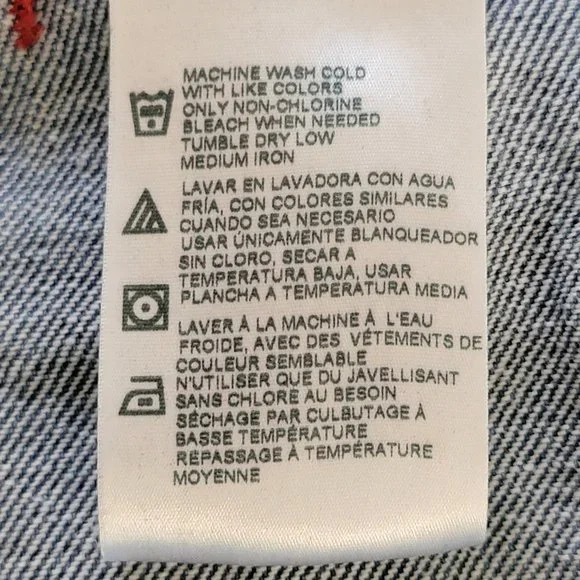 MACHINE WASH COLD
WITH LIKE COLORS
ONLY NON-CHLORINE
BLEACH WHEN NEEDED
TUMBLE DRY LOW
MEDIUM IRON
LAVAR EN LAVADORA CON AGUA
FRÍA, CON COLORES SIMILARES
CUANDO SEA NECESARIO
USAR ÚNICAMENTE BLANQUEADOR
SIN CLORO, SECAR A
TEMPERATURA BAJA, USAR
PLANCHA A TEMPERATURA MEDIA
LAVER À LA MACHINE À L'EAU
FROIDE, AVEC DES VÉTEMENTS DE
COULEUR SEMBLABLE
N'UTILISER QUE DU JAVELLISANT
SANS CHLORE AU BESOIN
SÉCHAGE PAR CULBUTAGE À
BASSE TEMPÉRATURE
REPASSAGE À TEMPÉRATURE
MOYENNE